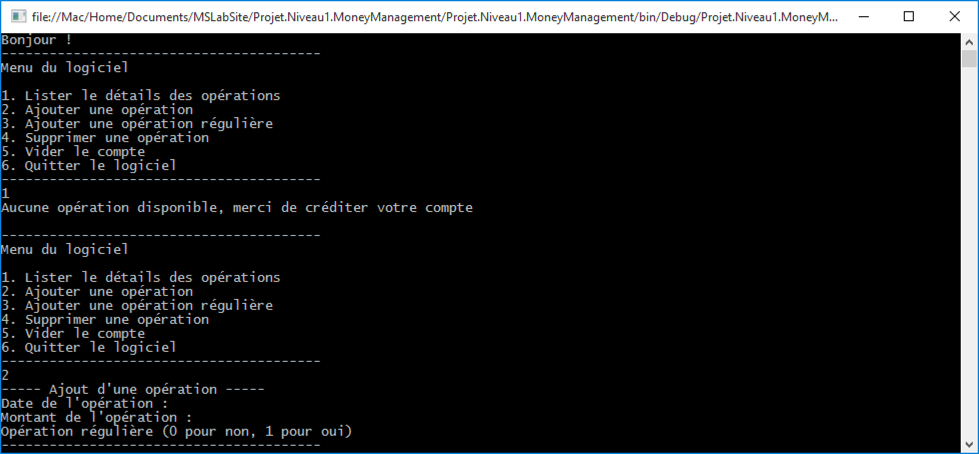 file://Mac/Home/Documents/MSLabSite/Projet.Niveau1.MoneyManagement/Projet.Niveau1.MoneyManagement/bin/Debug/Projet.Niveau1.MoneyM...
Bonjour !
----------------------------------------
Menu du logiciel
1. Lister le détails des opérations
2. Ajouter une opération
3. Ajouter une opération régulière
4. Supprimer une opération
5. Vider le compte
6. Quitter le logiciel
----------------------------------------
1
Aucune opération disponible, merci de créditer votre compte
----------------------------------------
Menu du logiciel
1. Lister le détails des opérations
2. Ajouter une opération
3. Ajouter une opération régulière
4. Supprimer une opération
5. Vider le compte
6. Quitter le logiciel
----------------------------------------
2
----- Ajout d'une opération -----
Date de l'opération :
Montant de l'opération :
Opération régulière (0 pour non, 1 pour oui)
----------------------------------------